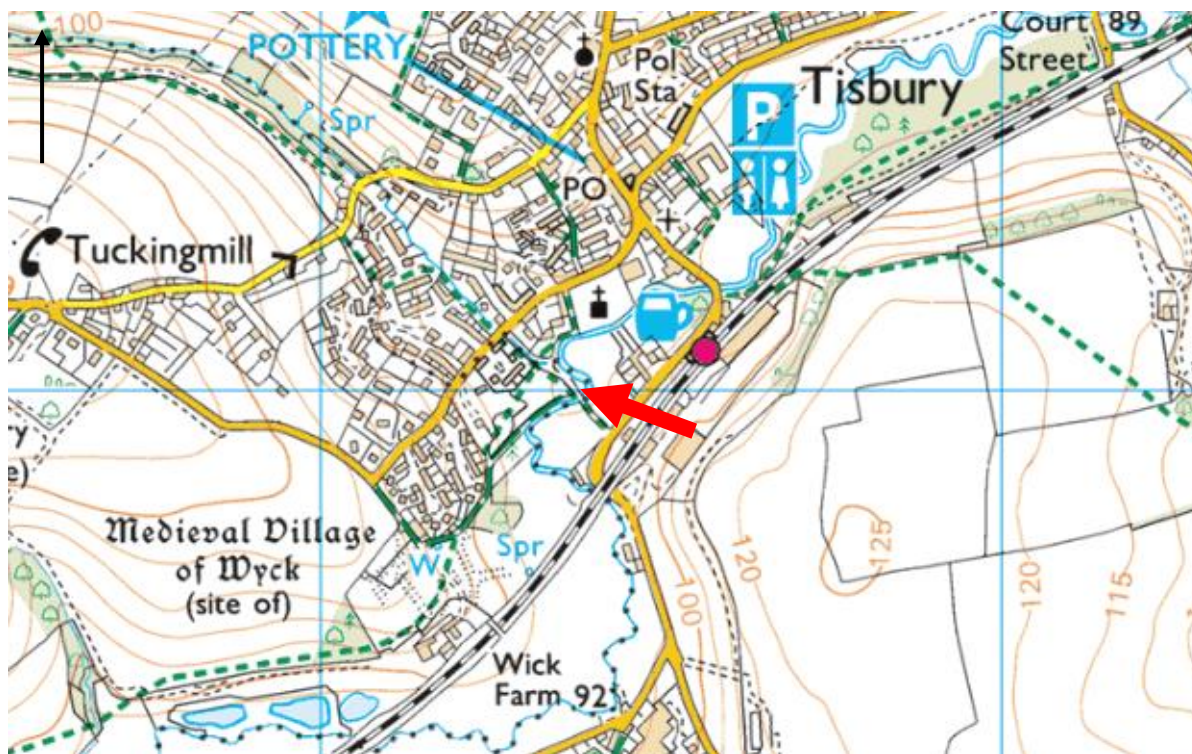 100
POTTERY
Pol
Sta
Court 89
Street
Tisbury
P
Spr
PO
Tuckingmill
125
120
100
120
115
Medieval Village
of Wyck
(site of)
W
Spr
Wick
Farm 92